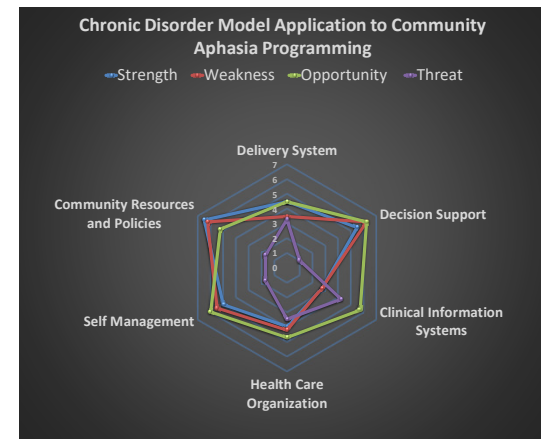 Chronic Disorder Model Application to Community
Aphasia Programming
Strength Weakness Opportunity Threat
Delivery System
7
6
5
4
3
2
1
0
Community Resources
and Policies
Decision Support
Self Management
Clinical Information
Systems
Health Care
Organization